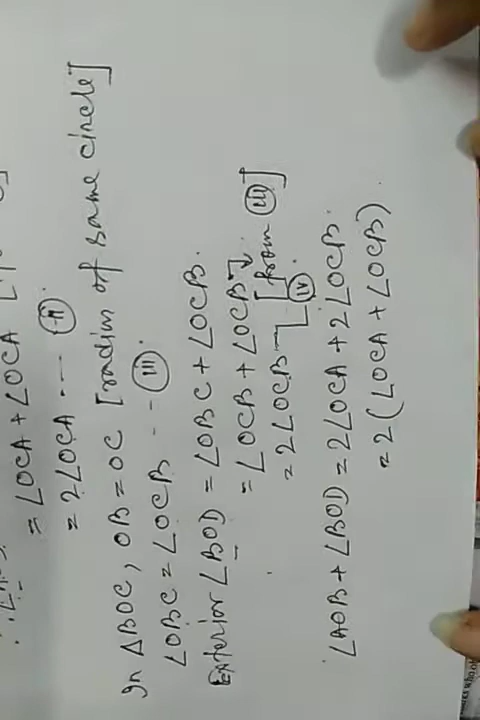 = ∠OCA + ∠OCA
= 2∠OCA --- (ii)
In ΔBOC, OB = OC [radius of same circle]
∠OBC = ∠OCB -- (iii)
Exterior ∠BOD = ∠OBC + ∠OCB.
= ∠OCB + ∠OCB [from (iii)]
= 2∠OCB (iv)
∠AOB + ∠BOD = 2∠OCA + 2∠OCB.
= 2(∠OCA + ∠OCB).